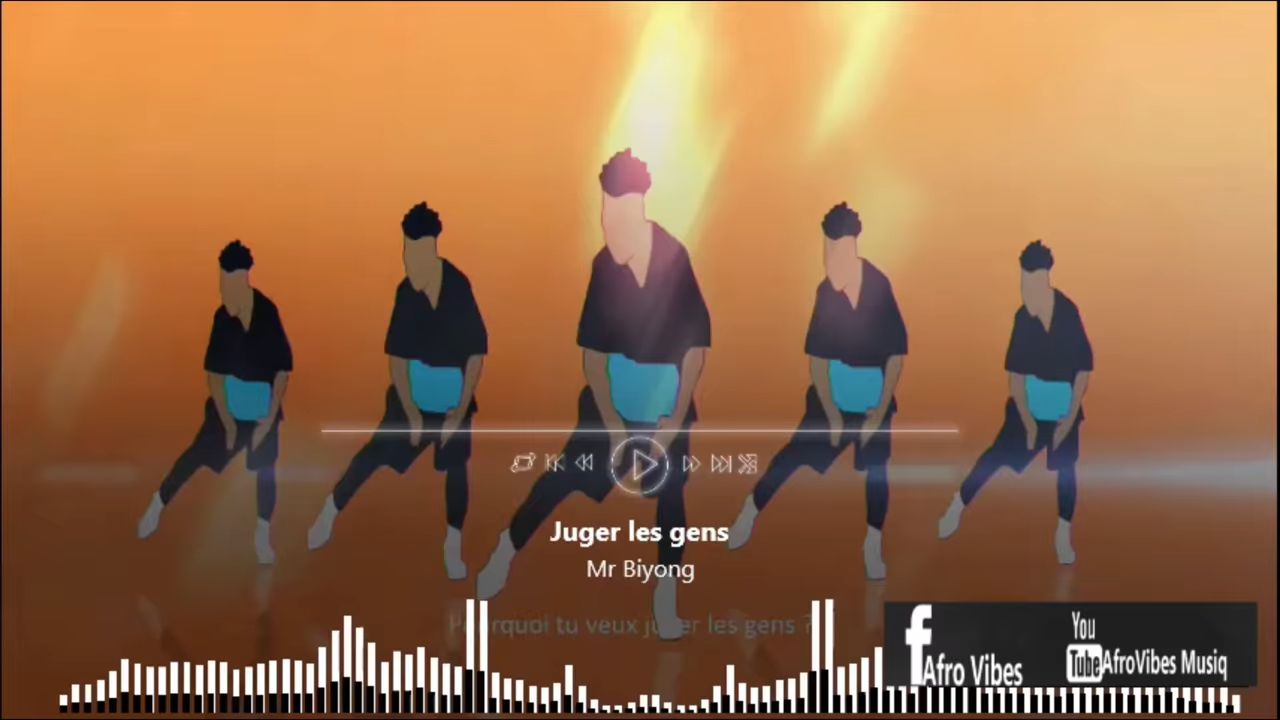 Juger les gens
Mr Biyong
Pourquoi tu veux juger les gens ?
f Afro Vibes
You
Tube AfroVibes Musiq